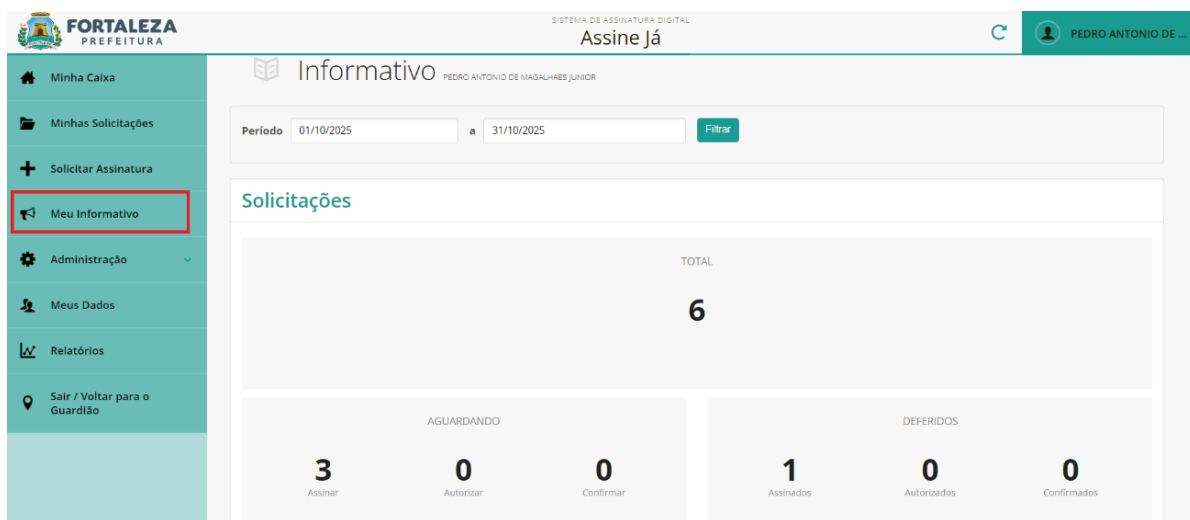 FORTALEZA
PREFEITURA
SISTEMA DE ASSINATURA DIGITAL
Assine Já
PEDRO ANTONIO DE ...
Minha Caixa
Minhas Solicitações
Solicitar Assinatura
Meu Informativo
Administração
Meus Dados
Relatórios
Sair / Voltar para o
Guardião
Informativo PEDRO ANTONIO DE MAGALHAES JUNIOR
Período 01/10/2025 a 31/10/2025 Filtrar
Solicitações
TOTAL
6
AGUARDANDO
3 0 0
Assinar Autorizar Confirmar
DEFERIDOS
1 0 0
Assinados Autorizados Confirmados